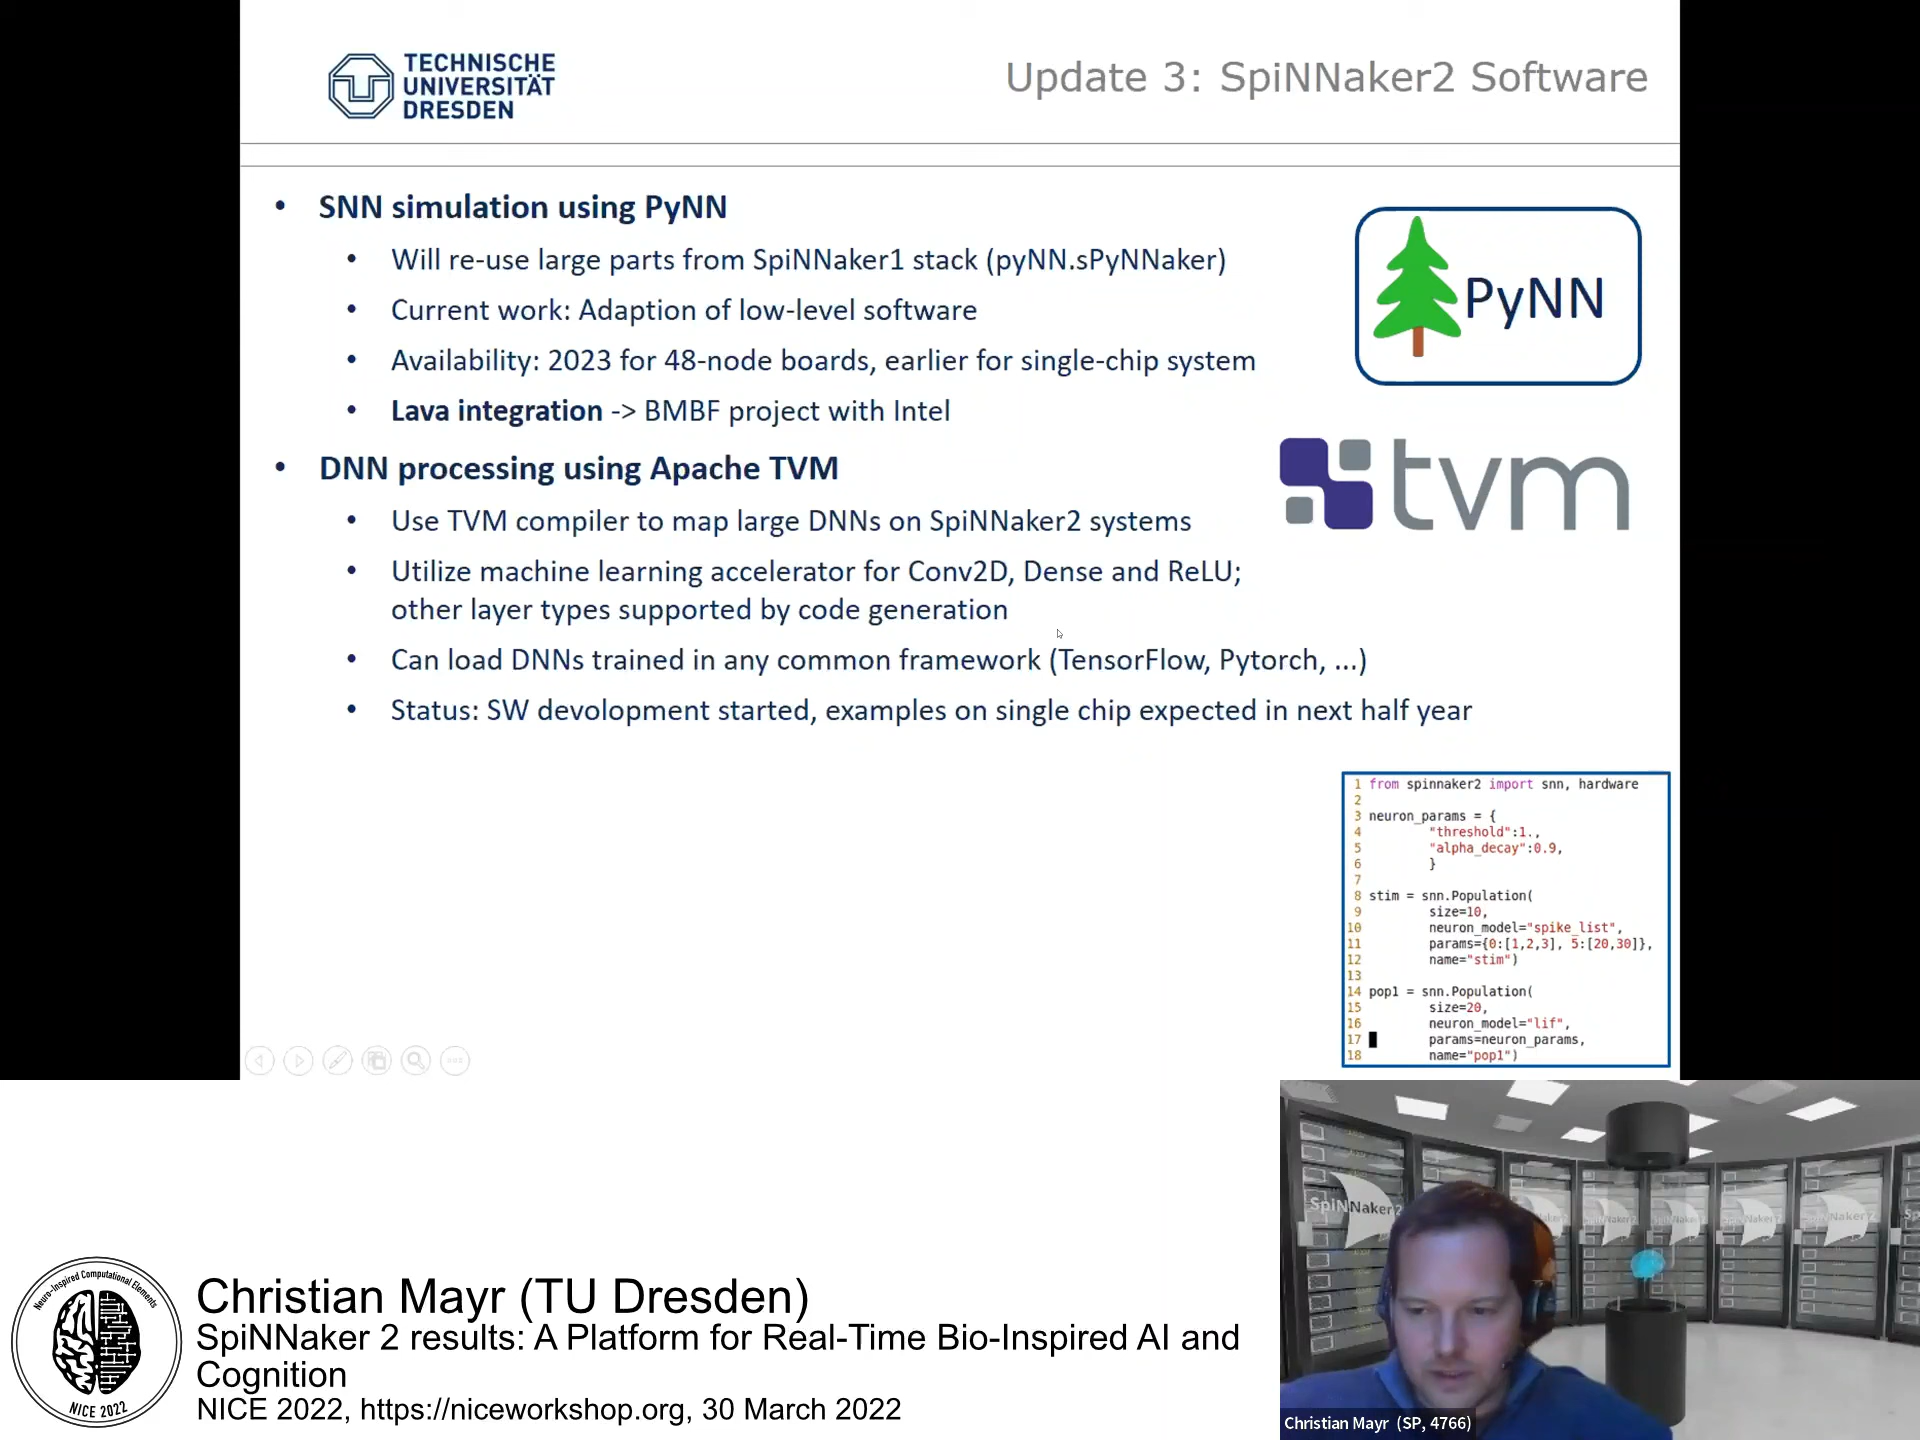 TECHNISCHE
UNIVERSITÄT
DRESDEN
Update 3: SpiNNaker2 Software
• SNN simulation using PyNN
• Will re-use large parts from SpiNNaker1 stack (pyNN.sPyNNaker)
• Current work: Adaption of low-level software
• Availability: 2023 for 48-node boards, earlier for single-chip system
• Lava integration -> BMBF project with Intel
PyNN
• DNN processing using Apache TVM
• Use TVM compiler to map large DNNs on SpiNNaker2 systems
• Utilize machine learning accelerator for Conv2D, Dense and ReLU;
other layer types supported by code generation
• Can load DNNs trained in any common framework (TensorFlow, Pytorch, ...)
• Status: SW devolopment started, examples on single chip expected in next half year
tvm
1 from spinnaker2 import snn, hardware
2
3 neuron_params = {
4 "threshold":1.,
5 "alpha_decay":0.9,
6 }
7
8 stim = snn.Population(
9 size=10,
10 neuron_model="spike_list",
11 params={0:[1,2,3], 5:[20,30]},
12 name="stim")
13
14 pop1 = snn.Population(
15 size=20,
16 neuron_model="lif",
17 params=neuron_params,
18 name="pop1")
SpiNNaker2
Neuro-Inspired Computational Elements
NICE 2022
Christian Mayr (TU Dresden)
SpiNNaker 2 results: A Platform for Real-Time Bio-Inspired AI and
Cognition
NICE 2022, https://niceworkshop.org, 30 March 2022
Christian Mayr (SP, 4766)